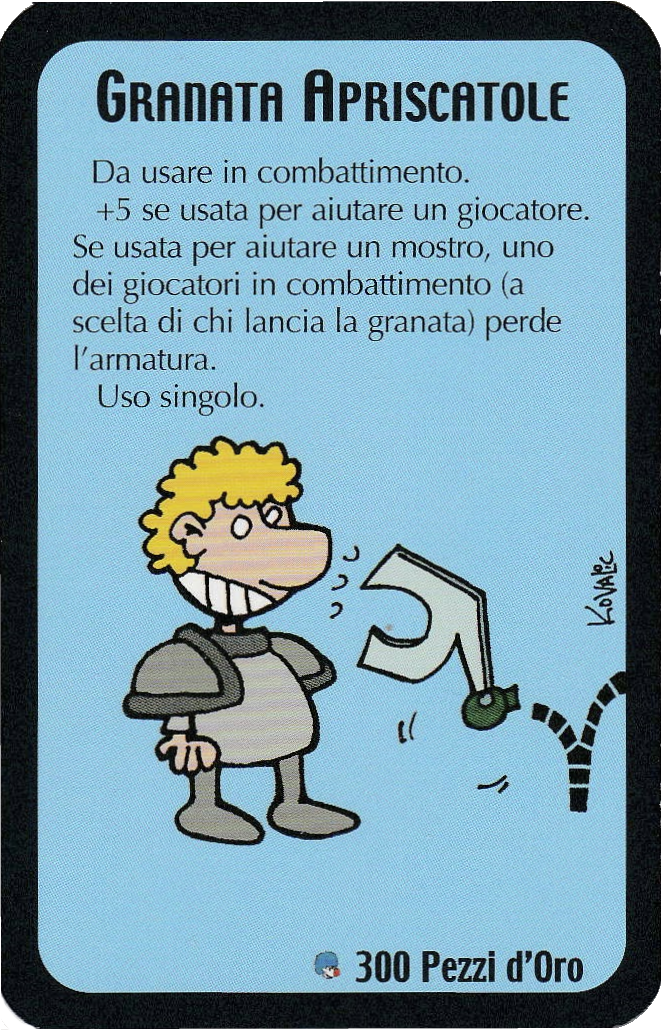 GRANATA APRISCATOLE
Da usare in combattimento.
+5 se usata per aiutare un giocatore.
Se usata per aiutare un mostro, uno
dei giocatori in combattimento (a
scelta di chi lancia la granata) perde
l'armatura.
Uso singolo.
KOVALIC
300 Pezzi d'Oro